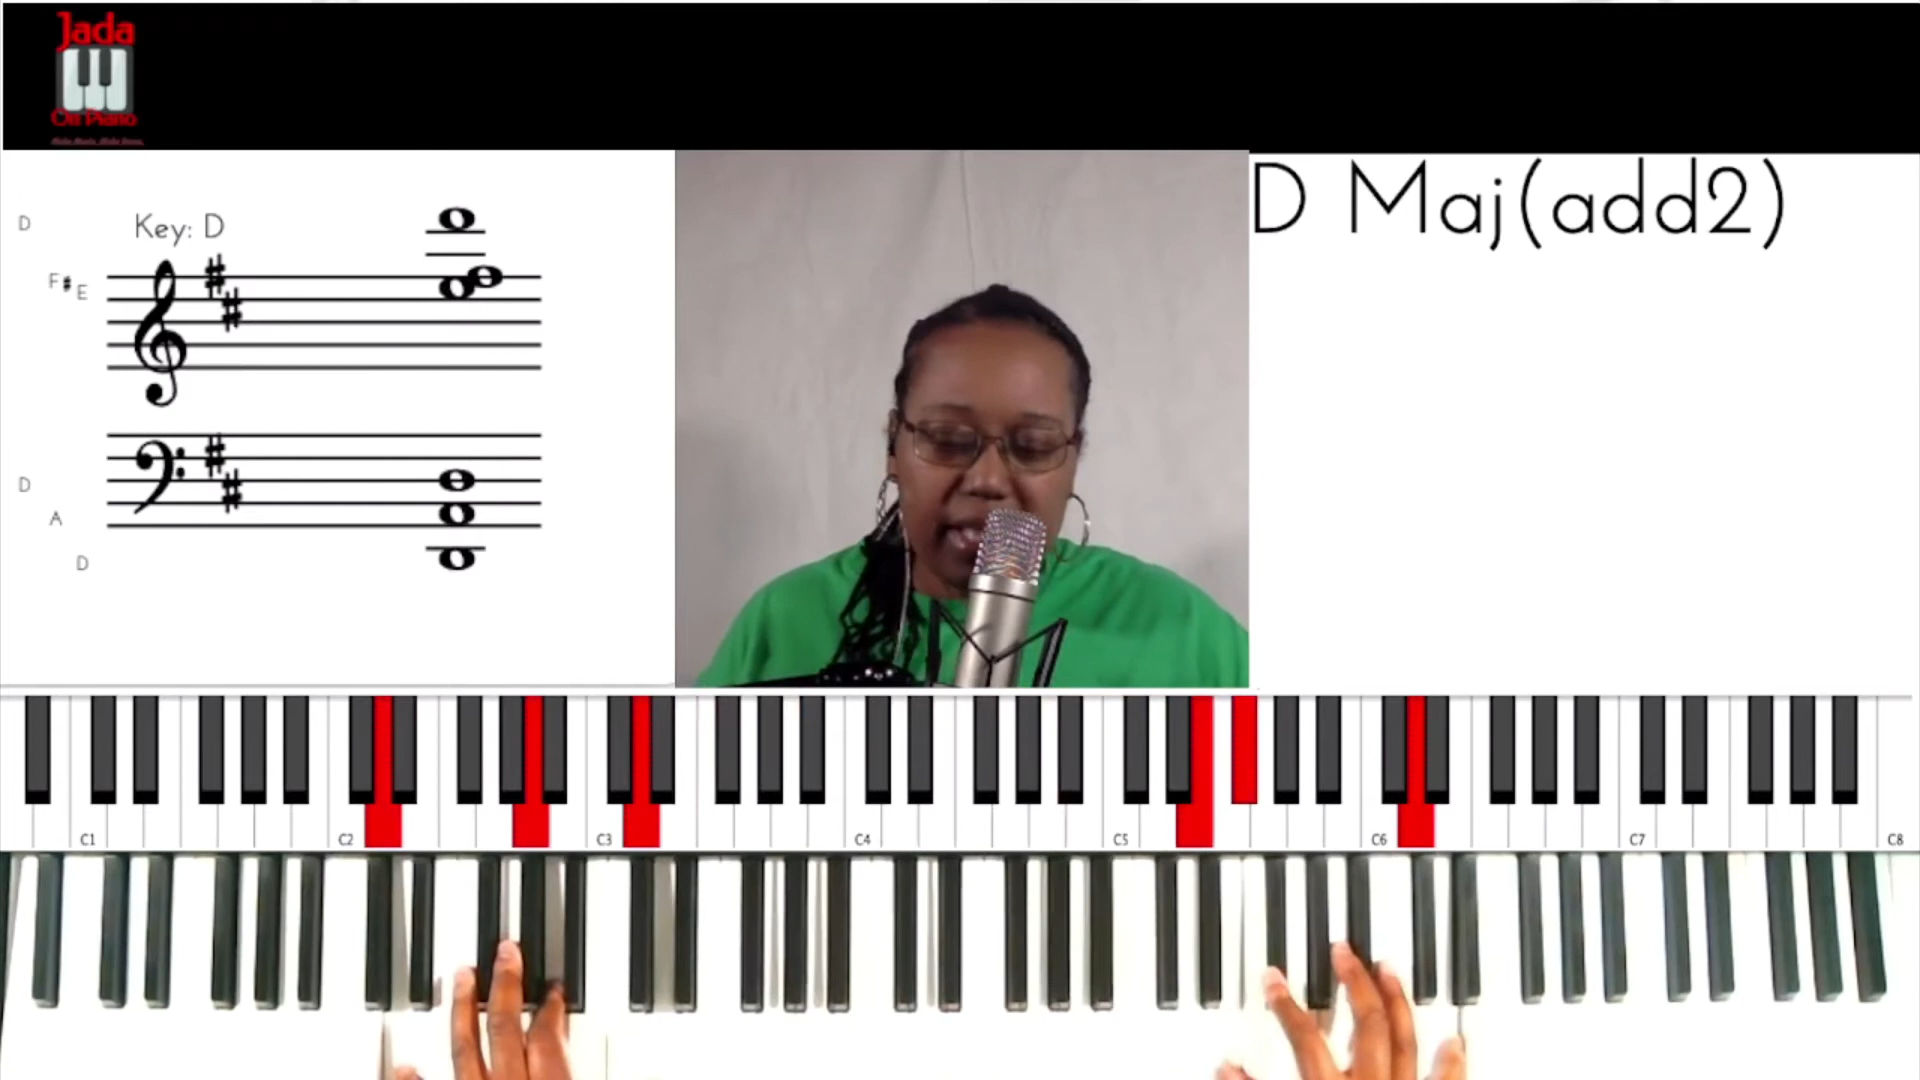 Jada
On Piano
D Maj(add2)
Key: D
D
F# E
D
A
D
C1 C2 C3 C4 C5 C6 C7 C8